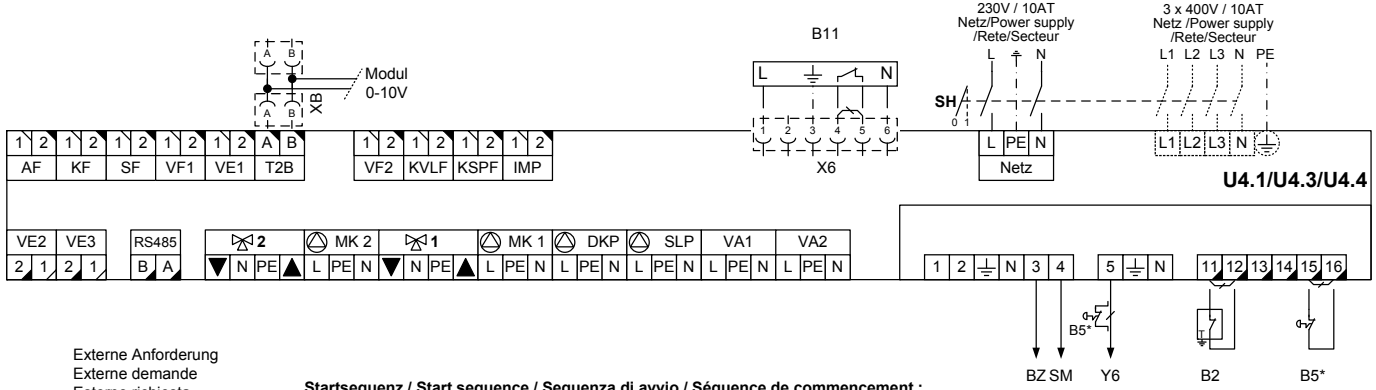 230V / 10AT
Netz/Power supply
/Rete/Secteur
3 x 400V / 10AT
Netz /Power supply
/Rete/Secteur
B11
A B
Modul
0-10V
A B
XB
L N
L N
L1 L2 L3 N PE
SH
0 1
1 2 3 4 5 6
X6
1 2 1 2 1 2 1 2 1 2 A B
AF KF SF VF1 VE1 T2B
1 2 1 2 1 2 1 2
VF2 KVLF KSPF IMP
L PE N
Netz
L1 L2 L3 N
U4.1/U4.3/U4.4
VE2 VE3 RS485 2 MK 2 1 MK 1 DKP SLP VA1 VA2
2 1 2 1 B A N PE L PE N N PE L PE N L PE N L PE N L PE N L PE N
1 2 N 3 4 5 N 11 12 13 14 15 16
B5*
T
BZ SM Y6 B2 B5*
Externe Anforderung
Externe demande
Startsequenz / Start sequence / Sequenza di avvio / Séquence de commencement :